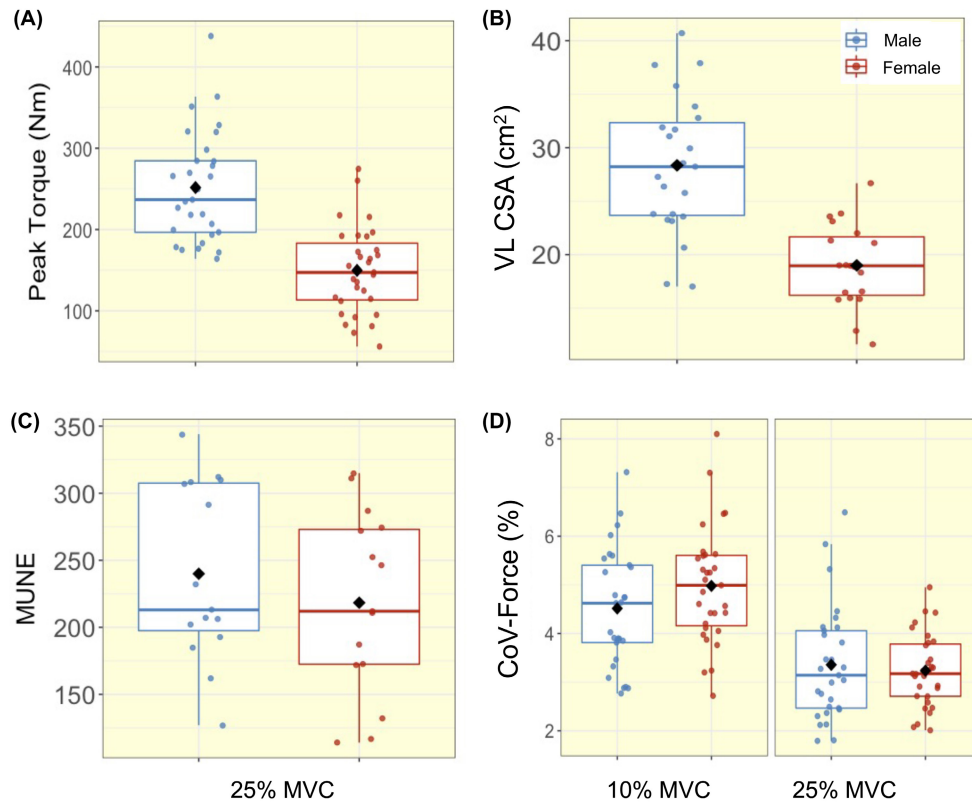 (A)
Peak Torque (Nm)
400
300
200
100
(B)
VL CSA (cm²)
40
30
20
Male
Female
(C)
MUNE
350
300
250
200
150
25% MVC
(D)
CoV-Force (%)
8
6
4
2
10% MVC
25% MVC